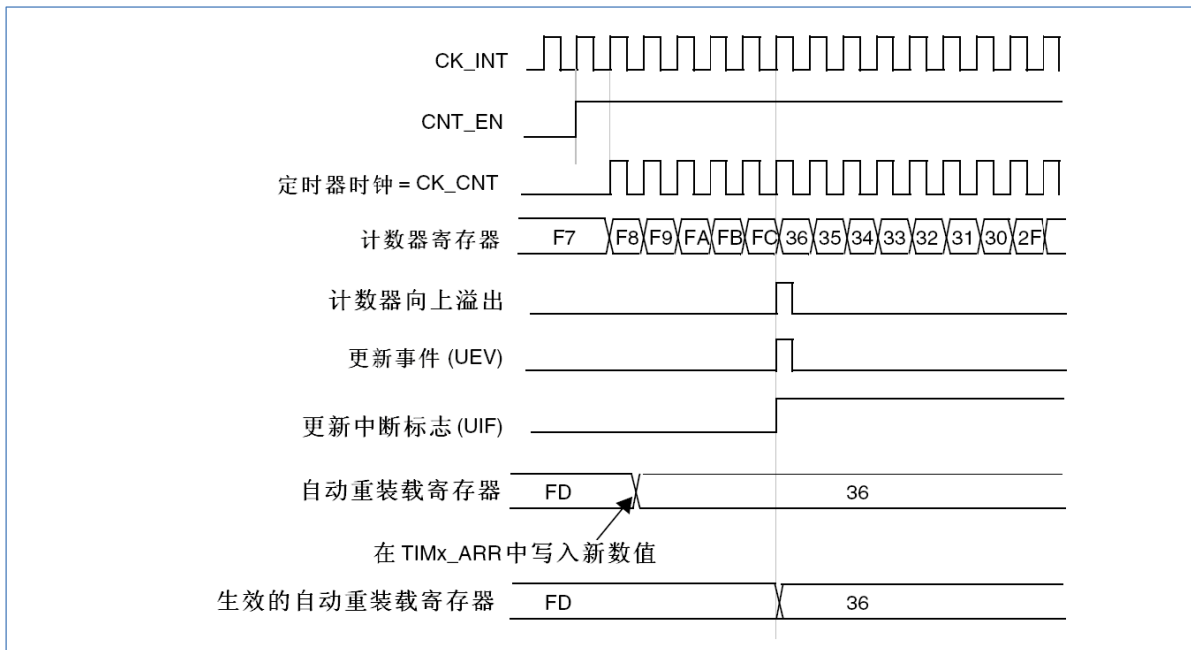 CK_INT
CNT_EN
定时器时钟 = CK_CNT
计数器寄存器 F7 F8 F9 FA FB FC 36 35 34 33 32 31 30 2F
计数器向上溢出
更新事件 (UEV)
更新中断标志 (UIF)
自动重装载寄存器 FD 36
在 TIMx_ARR 中写入新数值
生效的自动重装载寄存器 FD 36